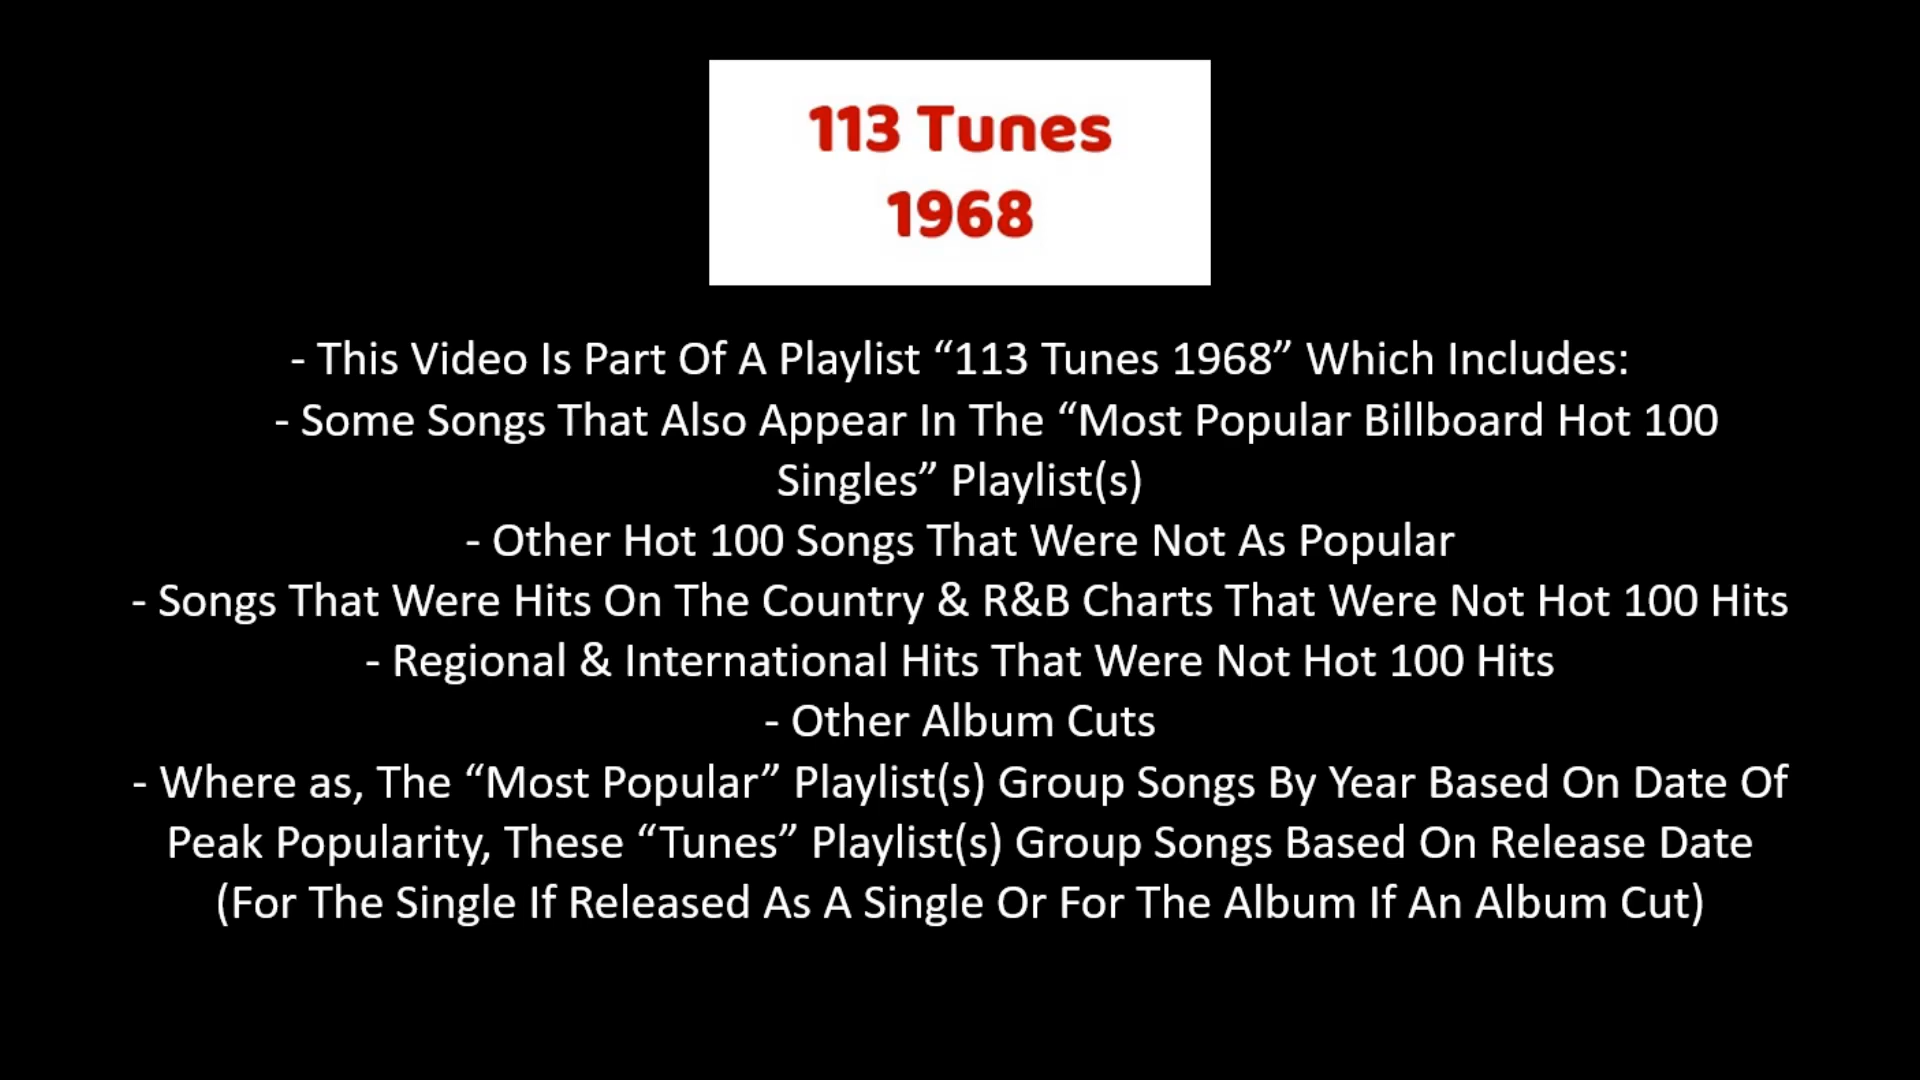 113 Tunes
1968
- This Video Is Part Of A Playlist “113 Tunes 1968” Which Includes:
- Some Songs That Also Appear In The “Most Popular Billboard Hot 100
Singles” Playlist(s)
- Other Hot 100 Songs That Were Not As Popular
- Songs That Were Hits On The Country & R&B Charts That Were Not Hot 100 Hits
- Regional & International Hits That Were Not Hot 100 Hits
- Other Album Cuts
- Where as, The “Most Popular” Playlist(s) Group Songs By Year Based On Date Of
Peak Popularity, These “Tunes” Playlist(s) Group Songs Based On Release Date
(For The Single If Released As A Single Or For The Album If An Album Cut)